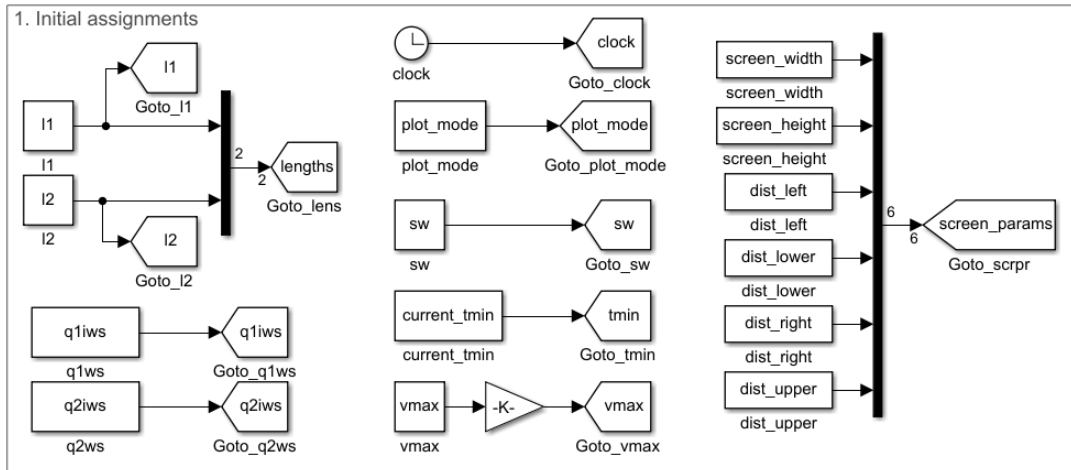 1. Initial assignments
l1
Goto_l1
l1
l1
2
2
lengths
Goto_lens
l2
l2
l2
Goto_l2
q1iws
q1ws
q1iws
Goto_q1ws
q2iws
q2ws
q2iws
Goto_q2ws
clock
clock
Goto_clock
plot_mode
plot_mode
plot_mode
Goto_plot_mode
sw
sw
sw
Goto_sw
current_tmin
current_tmin
tmin
Goto_tmin
vmax
vmax
-K-
vmax
Goto_vmax
screen_width
screen_width
screen_height
screen_height
dist_left
dist_left
dist_lower
dist_lower
dist_right
dist_right
dist_upper
dist_upper
6
6
screen_params
Goto_scrpr